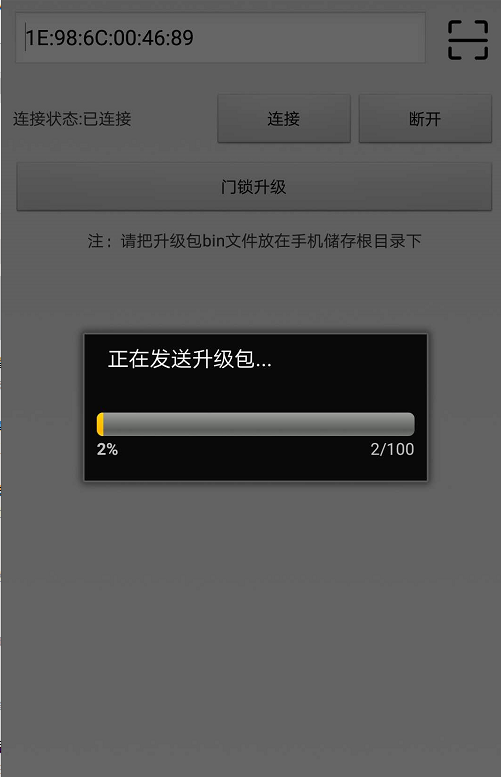 1E:98:6C:00:46:89
连接状态:已连接 连接 断开
门锁升级
注：请把升级包bin文件放在手机储存根目录下
正在发送升级包...
2% 2/100